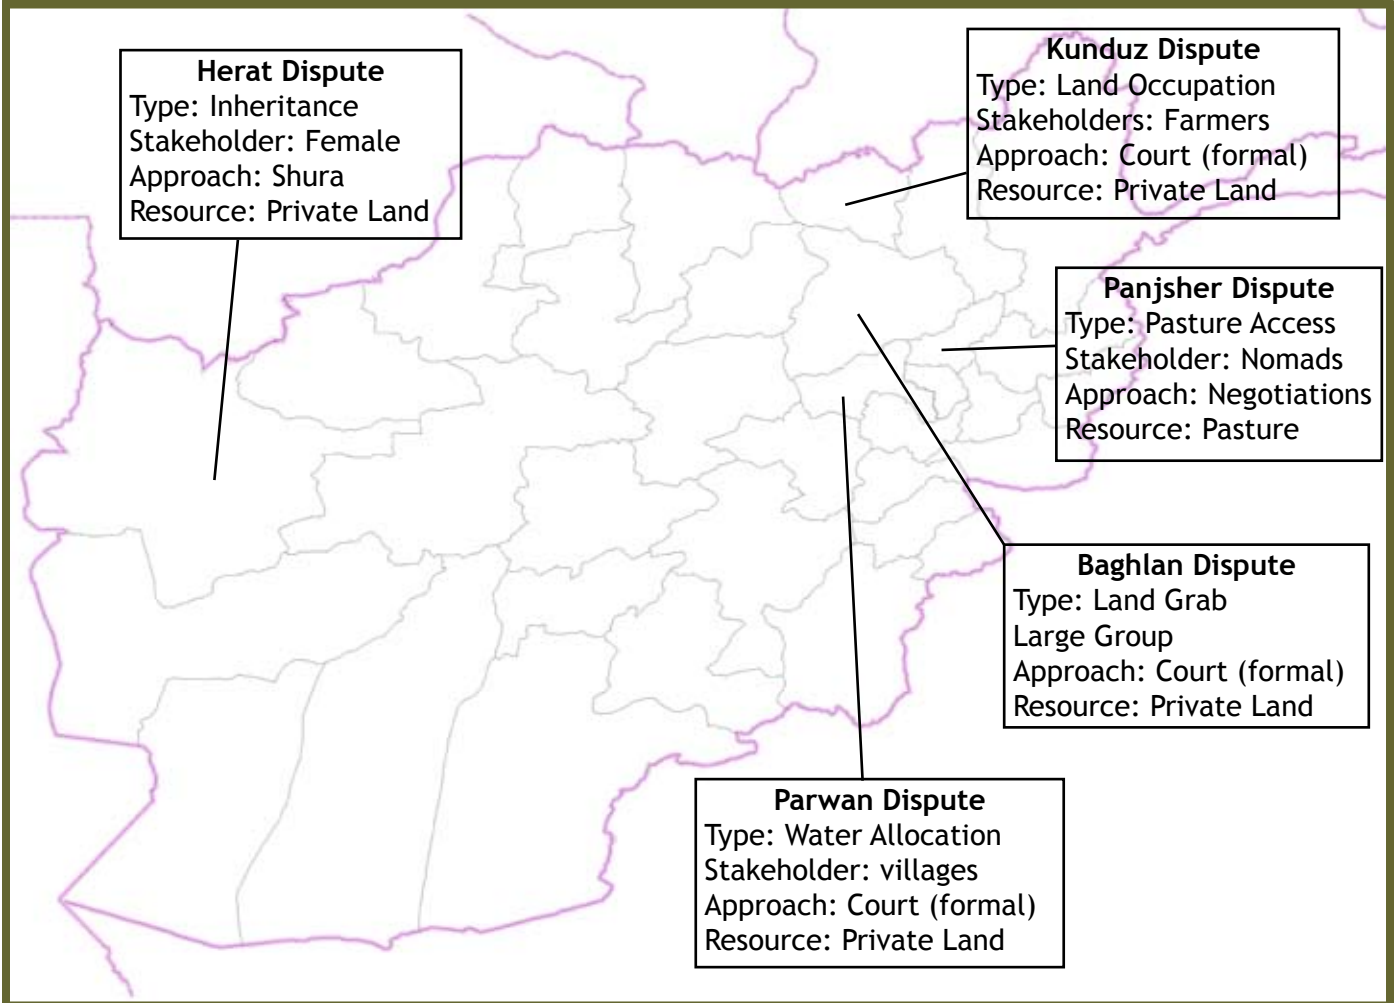 Herat Dispute
Type: Inheritance
Stakeholder: Female
Approach: Shura
Resource: Private Land
Kunduz Dispute
Type: Land Occupation
Stakeholders: Farmers
Approach: Court (formal)
Resource: Private Land
Panjsher Dispute
Type: Pasture Access
Stakeholder: Nomads
Approach: Negotiations
Resource: Pasture
Baghlan Dispute
Type: Land Grab
Large Group
Approach: Court (formal)
Resource: Private Land
Parwan Dispute
Type: Water Allocation
Stakeholder: villages
Approach: Court (formal)
Resource: Private Land